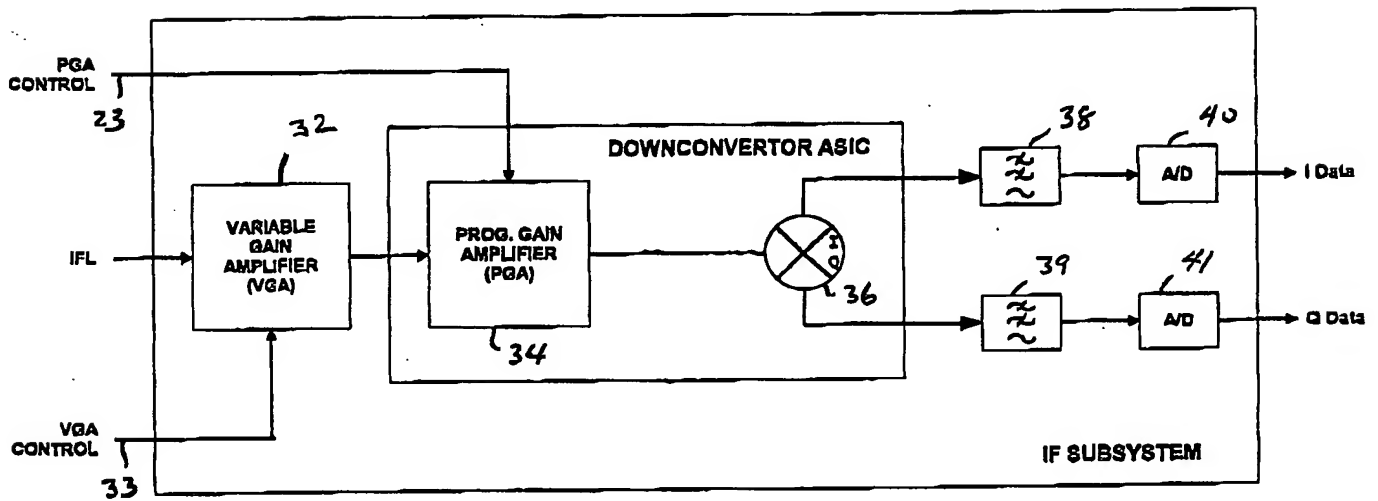 PGA
CONTROL
23
32
DOWNCONVERTOR ASIC
38
40
A/D
I Data
VARIABLE
GAIN
AMPLIFIER
(VGA)
PROG. GAIN
AMPLIFIER
(PGA)
IFL
I
Q
36
39
41
A/D
Q Data
34
VGA
CONTROL
33
IF SUBSYSTEM